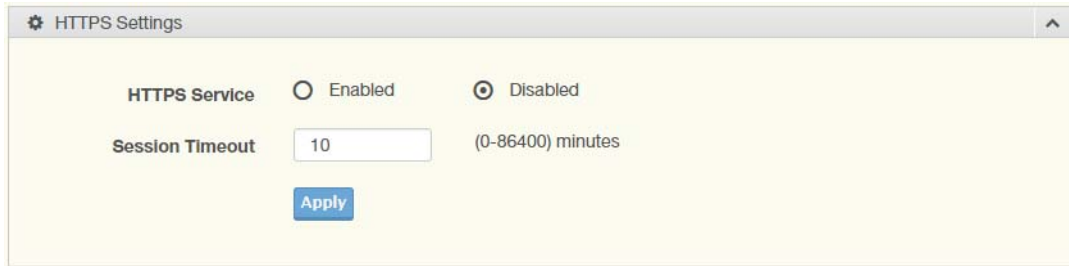 HTTPS Settings
HTTPS Service Enabled Disabled
Session Timeout 10 (0-86400) minutes
Apply